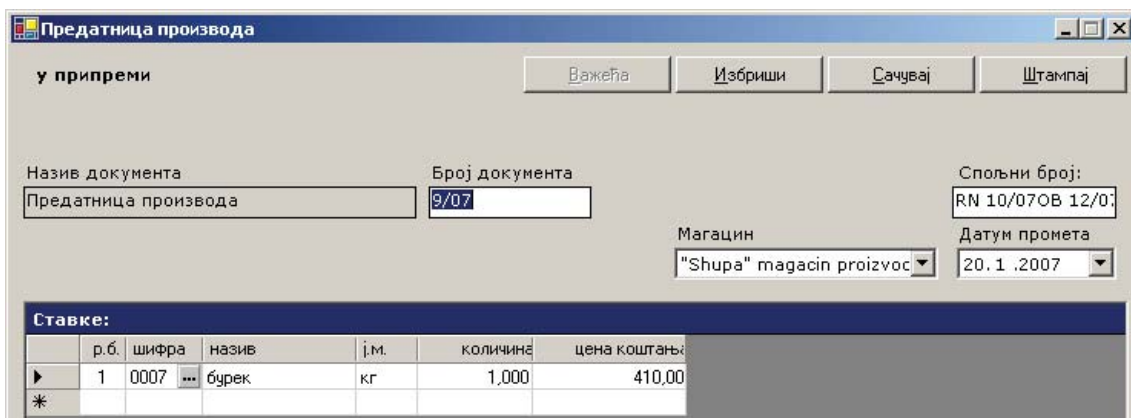 Предатница производа
у припреми
Важећа Избриши Сачувај Штампај
Назив документа Број документа Спољни број:
Предатница производа 9/07 RN 10/07OB 12/07
Магацин Датум промета
"Shupa" magacin proizvod 20. 1 .2007
Ставке:
р.б. шифра назив ј.м. количина цена коштања
1 0007 ... бурек кг 1,000 410,00
*